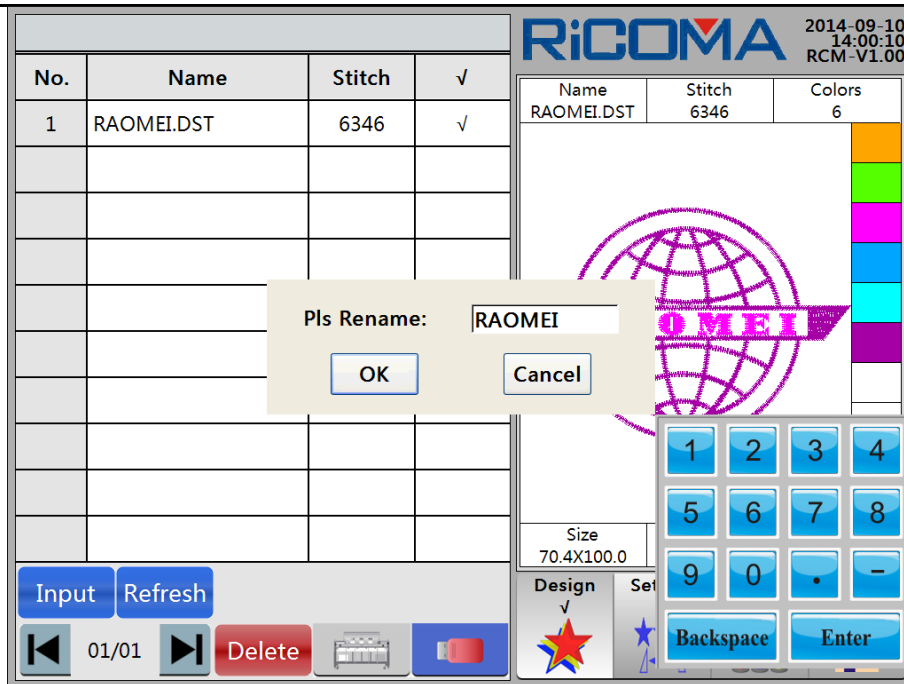 RiCOMA
2014-09-10
14:00:10
RCM-V1.00
No. Name Stitch √
1 RAOMEI.DST 6346 √
Name Stitch Colors
RAOMEI.DST 6346 6
OMEI
Pls Rename: RAOMEI
OK Cancel
1 2 3 4
5 6 7 8
9 0 . -
Backspace Enter
Size
70.4X100.0
Design Set
√
Input Refresh
01/01 Delete